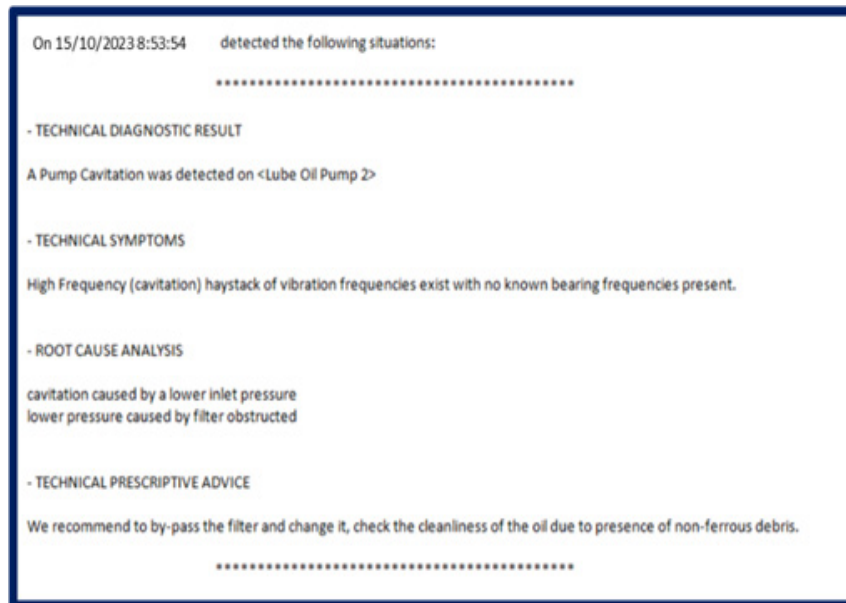 On 15/10/2023 8:53:54 detected the following situations:
*******************************************
- TECHNICAL DIAGNOSTIC RESULT
A Pump Cavitation was detected on <Lube Oil Pump 2>
- TECHNICAL SYMPTOMS
High Frequency (cavitation) haystack of vibration frequencies exist with no known bearing frequencies present.
- ROOT CAUSE ANALYSIS
cavitation caused by a lower inlet pressure
lower pressure caused by filter obstructed
- TECHNICAL PRESCRIPTIVE ADVICE
We recommend to by-pass the filter and change it, check the cleanliness of the oil due to presence of non-ferrous debris.
*******************************************